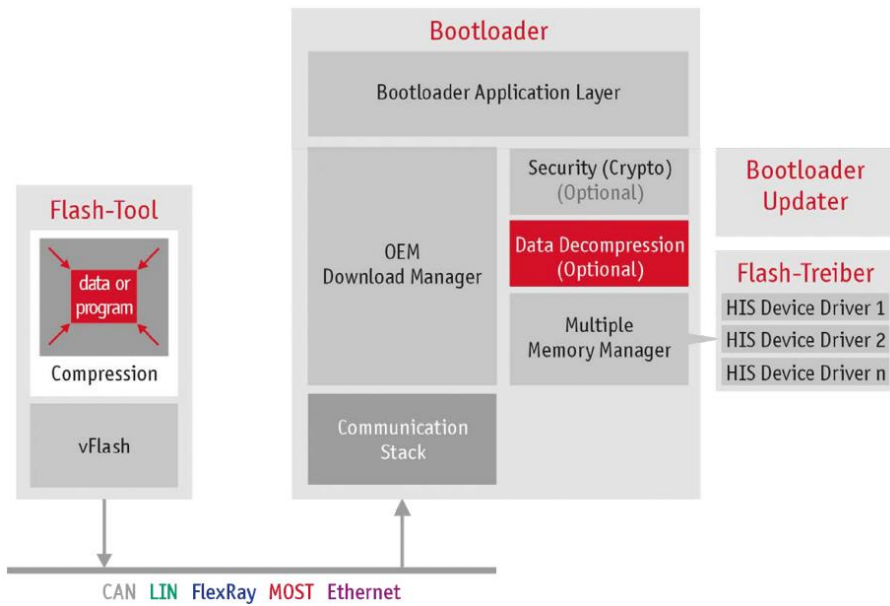 Bootloader
Bootloader Application Layer
Flash-Tool
data or
program
Compression
vFlash
OEM
Download Manager
Security (Crypto)
(Optional)
Data Decompression
(Optional)
Multiple
Memory Manager
Communication
Stack
Bootloader
Updater
Flash-Treiber
HIS Device Driver 1
HIS Device Driver 2
HIS Device Driver n
CAN LIN FlexRay MOST Ethernet